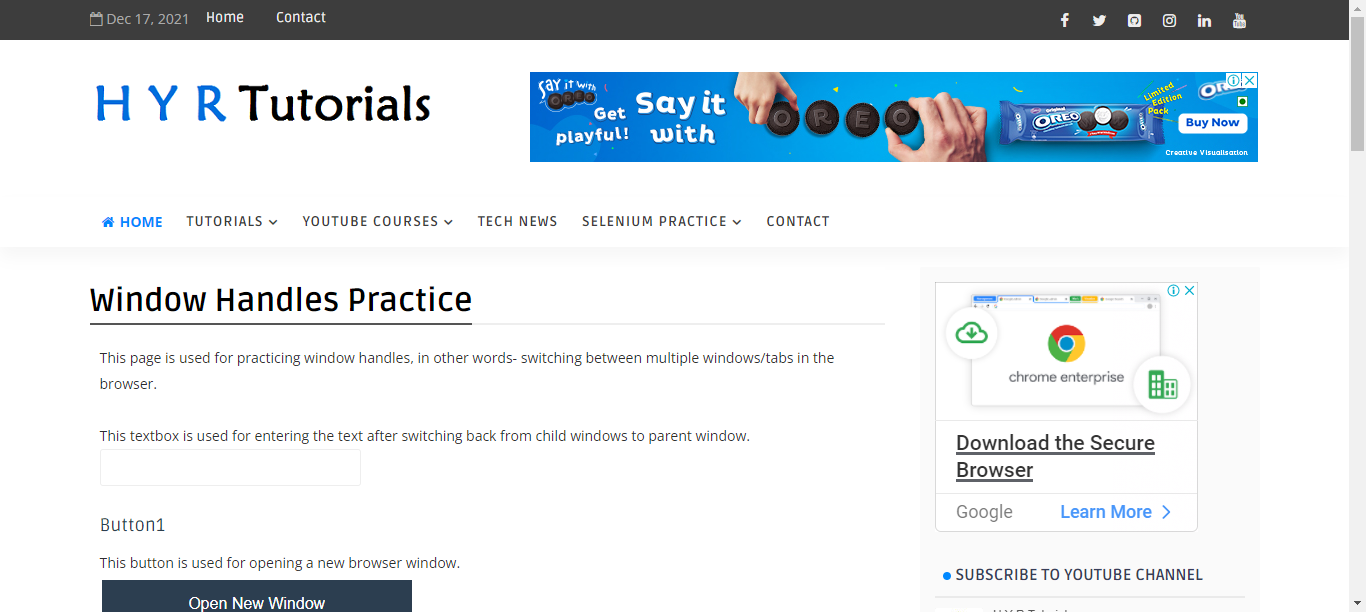 Dec 17, 2021 Home Contact
You Tube
H Y R Tutorials
SAY it WITH
OREO
Get
playful!
Say it
with
OREO
Limited
Edition
Pack
Original
OREO
OREO
Buy Now
Creative Visualisation
HOME TUTORIALS YOUTUBE COURSES TECH NEWS SELENIUM PRACTICE CONTACT
Window Handles Practice
This page is used for practicing window handles, in other words- switching between multiple windows/tabs in the
browser.
This textbox is used for entering the text after switching back from child windows to parent window.
Button1
This button is used for opening a new browser window.
Open New Window
chrome enterprise
Download the Secure
Browser
Google Learn More
SUBSCRIBE TO YOUTUBE CHANNEL